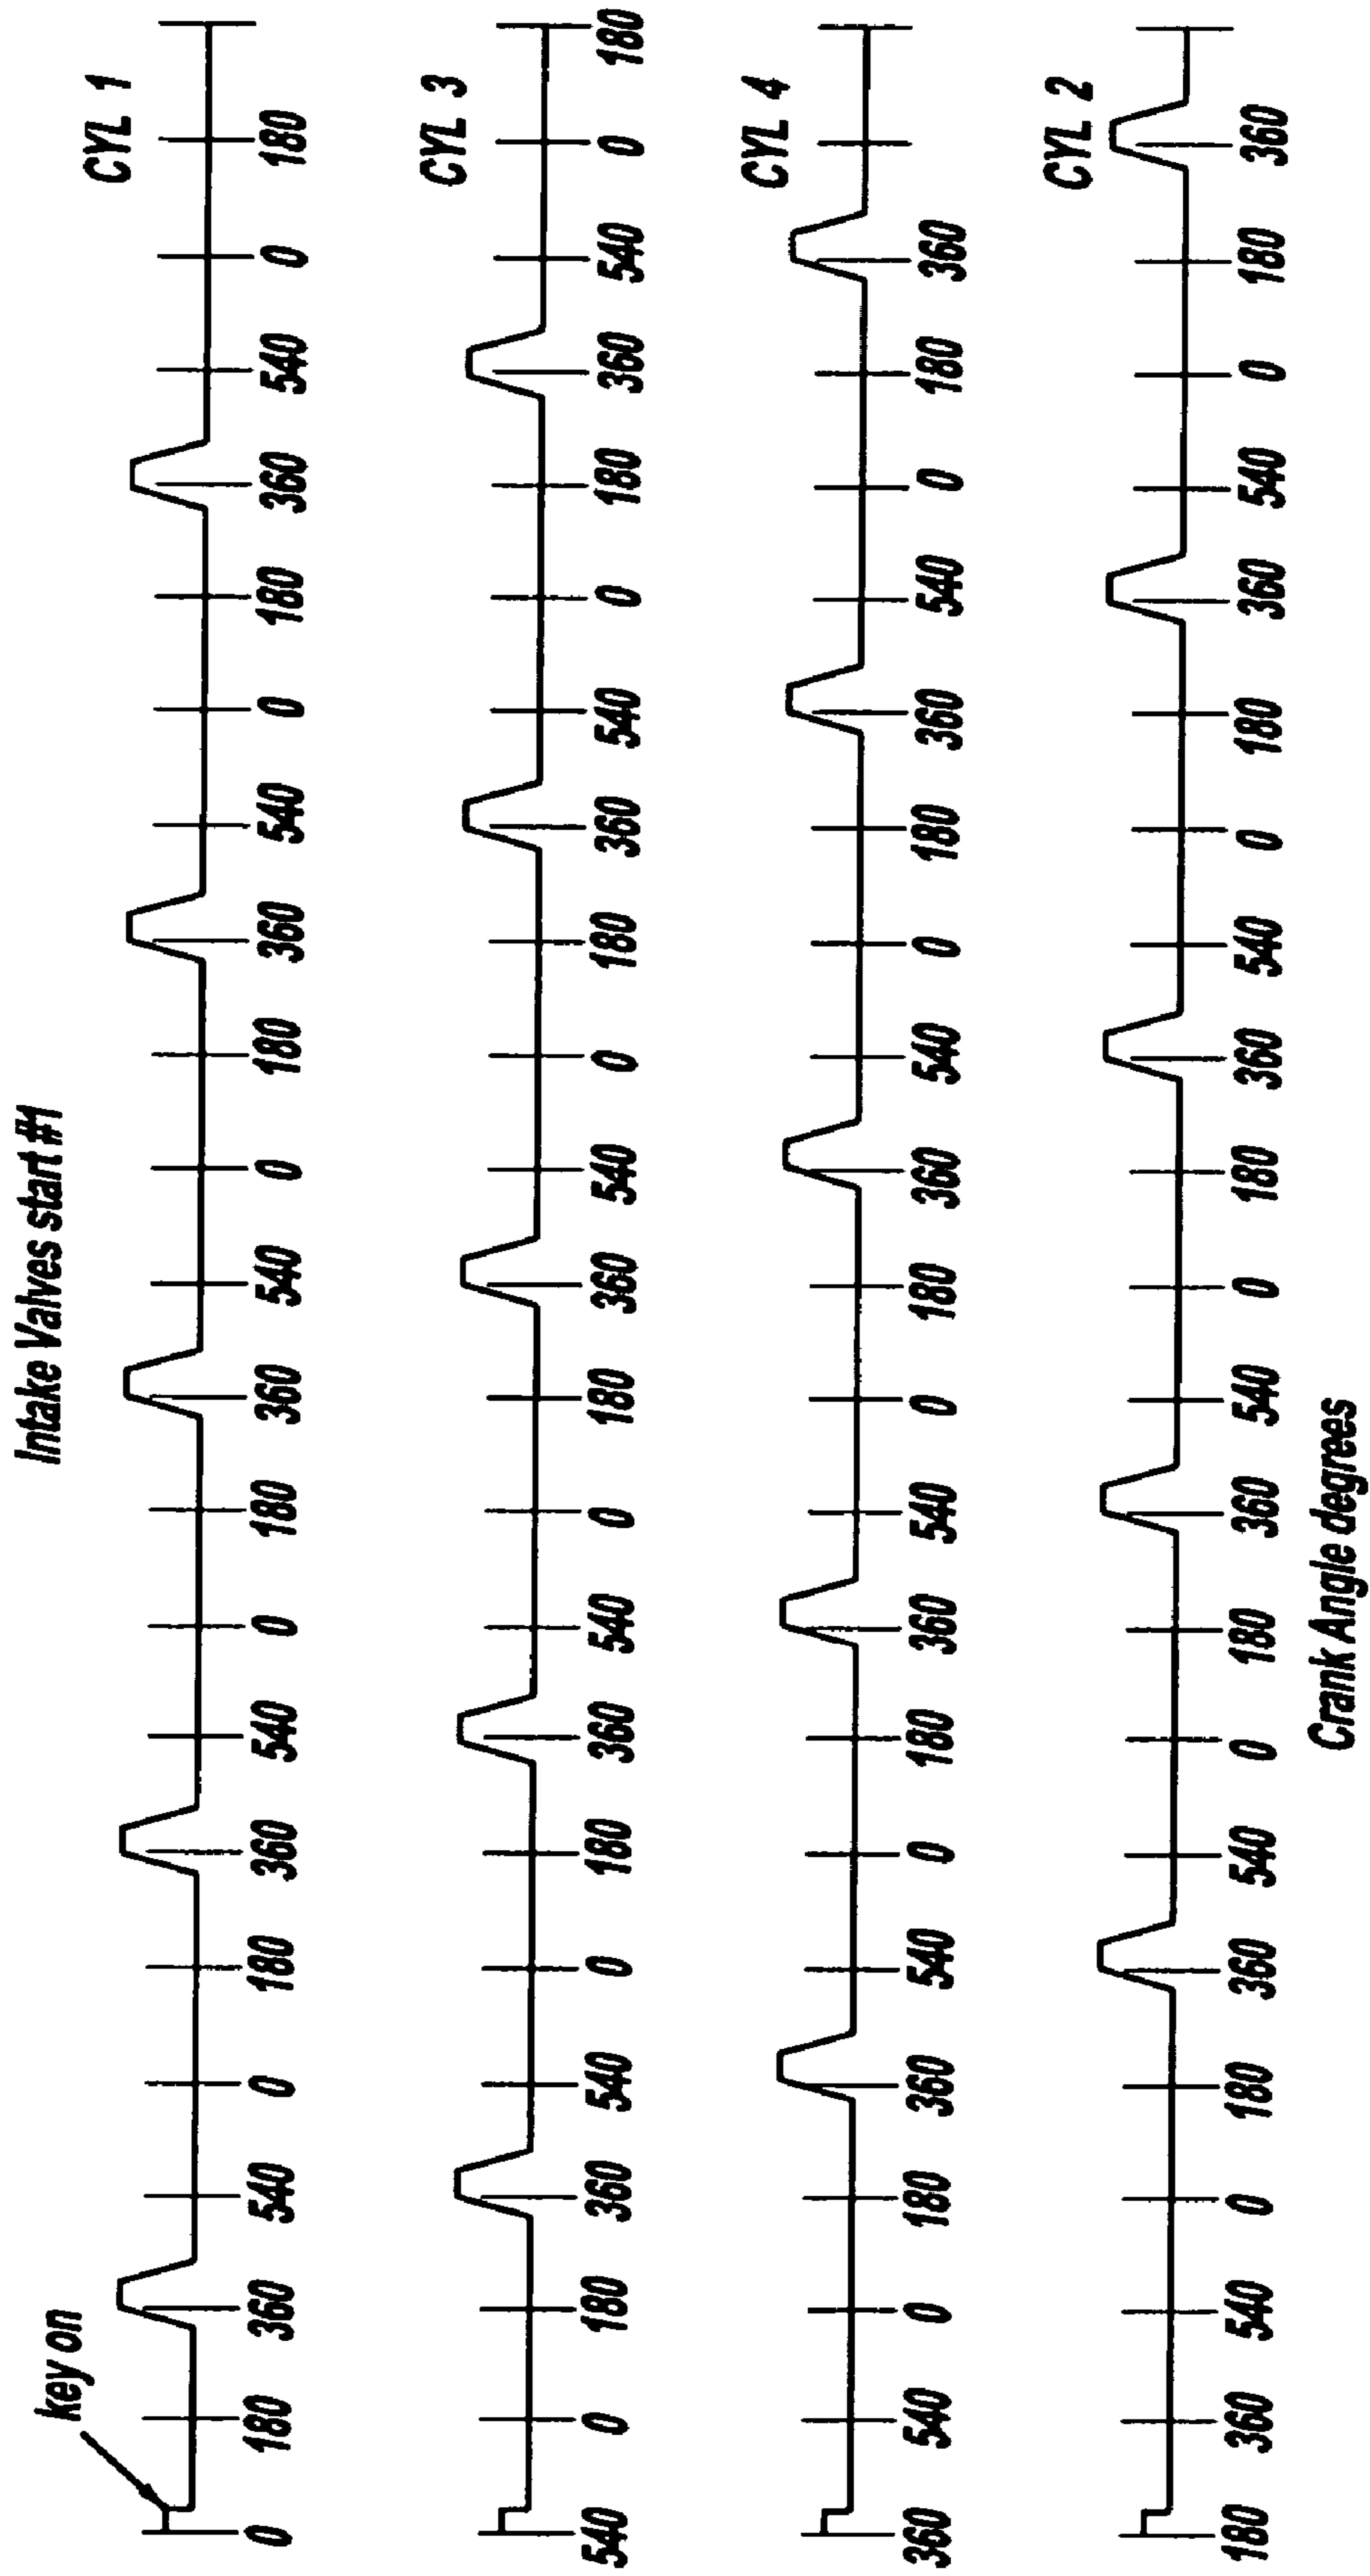 Intake Valves start #1
key on
CYL 1
0 180 360 540 0 180 360 540 0 180 360 540 0 180 360 540 0 180 360 540 0 180
CYL 3
540 0 180 360 540 0 180 360 540 0 180 360 540 0 180 360 540 0 180 360 540 0 180
CYL 4
360 540 0 180 360 540 0 180 360 540 0 180 360 540 0 180 360 540 0 180 360
CYL 2
180 360 540 0 180 360 540 0 180 360 540 0 180 360 540 0 180 360 540 0 180 360
Crank Angle degrees